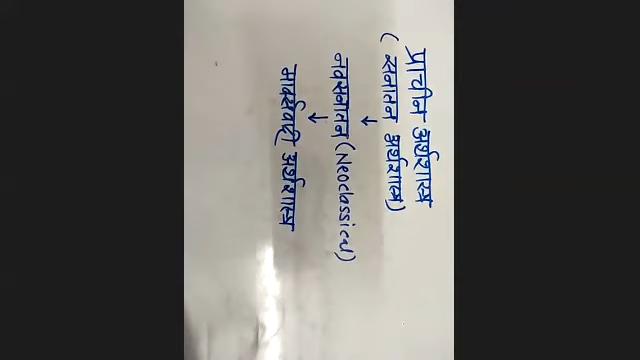 प्राचीन अर्थशास्त्र
(सनातन अर्थशास्त्र)
↓
नवसनातन (Neoclassical)
↓
मार्क्सवादी अर्थशास्त्र